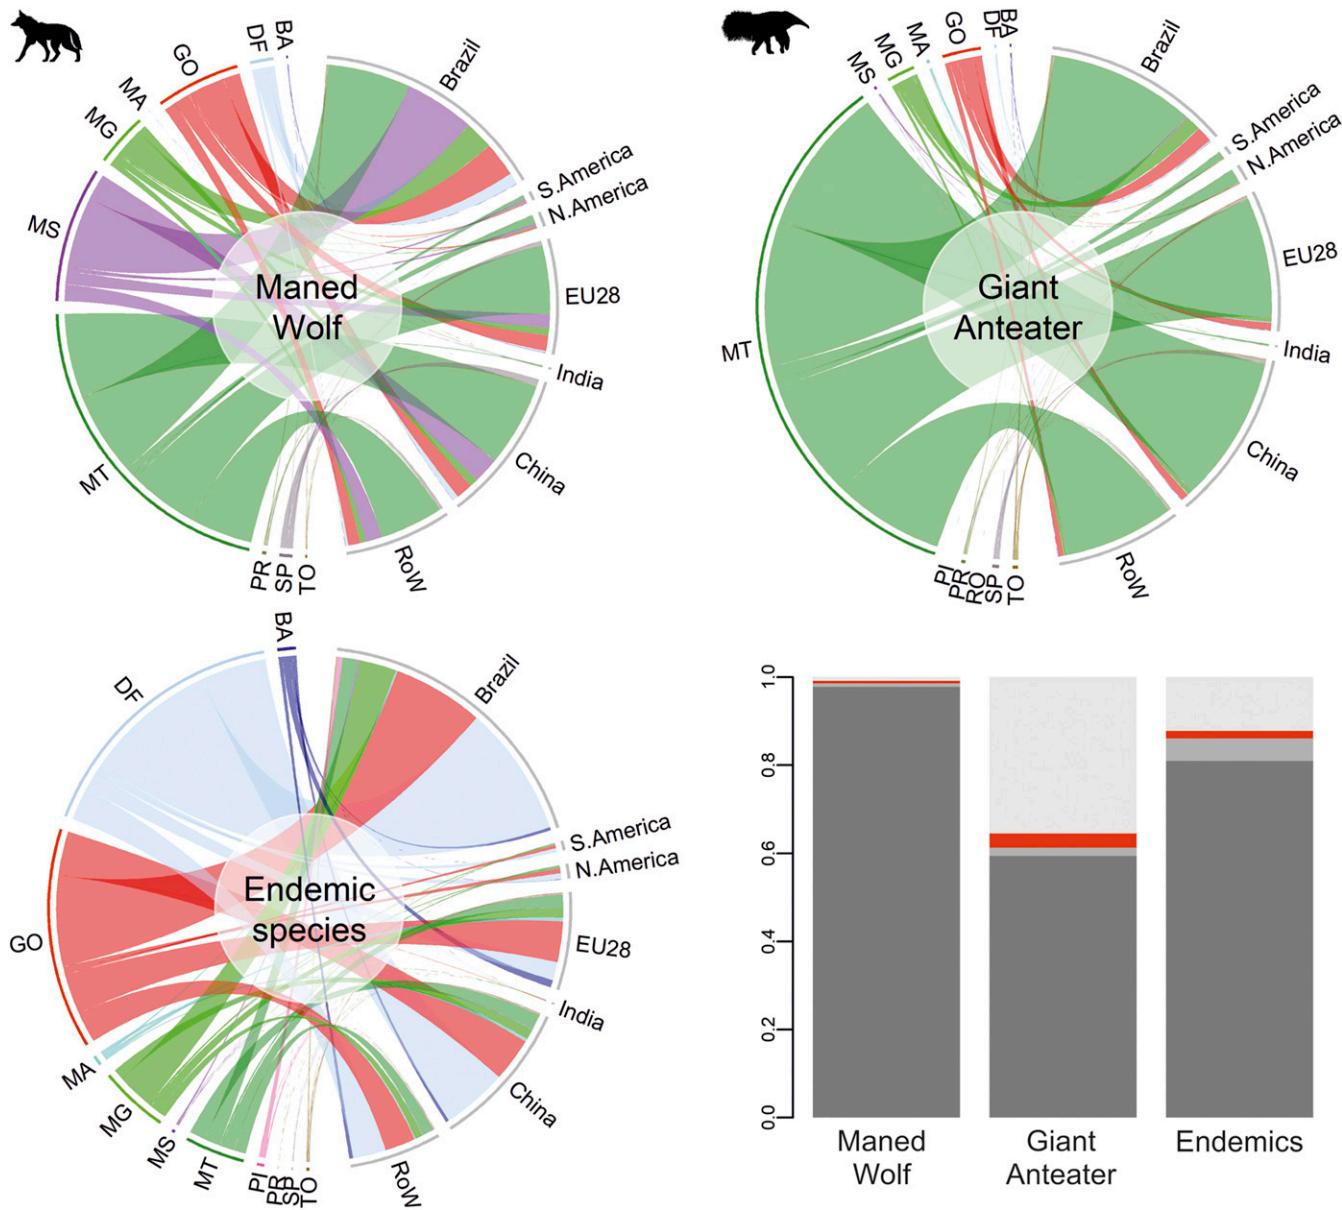 BA
DF
GO
MA
MG
MS
MT
PR
SP
TO
Brazil
S.America
N.America
EU28
India
China
RoW
Maned
Wolf
BA
DF
GO
MA
MG
MS
MT
PI
PR
RO
SP
TO
Brazil
S.America
N.America
EU28
India
China
RoW
Giant
Anteater
BA
DF
GO
MA
MG
MS
MT
PI
PR
SP
TO
Brazil
S.America
N.America
EU28
India
China
RoW
Endemic
species
1.0
0.8
0.6
0.4
0.2
0.0
Maned
Wolf
Giant
Anteater
Endemics